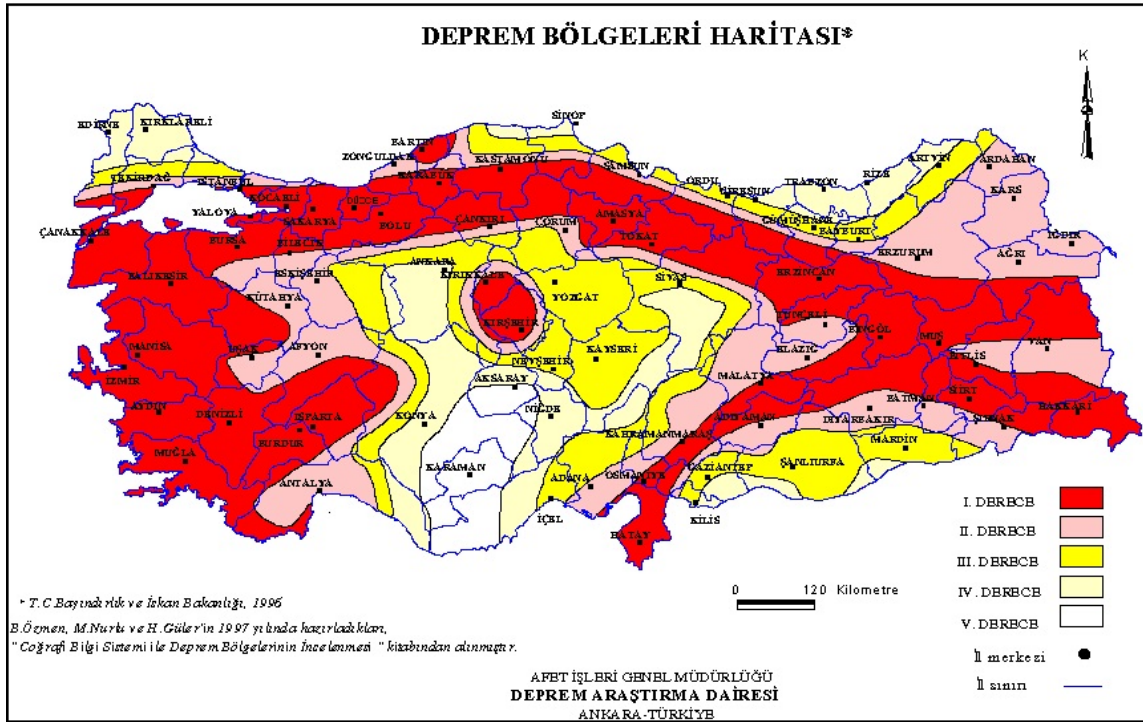 DEPREM BÖLGELERİ HARİTASI*
K
SİNOP
EDİRNE
KIRKLARELİ
BARTIN
ZONGULDAK
KASTAMONU
SAMSUN
ARTVİN
ARDAHAN
TEKİRDAĞ
İSTANBUL
KARABÜK
ORDU
GİRESUN
TRABZON
RİZE
KARS
KOCAELİ
YALOVA
SAKARYA
DÜZCE
BOLU
ÇANKIRI
ÇORUM
AMASYA
TOKAT
GÜMÜŞHANE
BAYBURT
ÇANAKKALE
BURSA
BİLECİK
ERZURUM
IĞDIR
AĞRI
BALIKESİR
ESKİŞEHİR
ANKARA
KIRIKKALE
YOZGAT
SİVAS
ERZİNCAN
KÜTAHYA
KIRŞEHİR
TUNCELİ
BİNGÖL
MUŞ
VAN
MANİSA
UŞAK
AFYON
NEVŞEHİR
KAYSERİ
ELAZIĞ
BİTLİS
İZMİR
AKSARAY
MALATYA
SİİRT
AYDIN
DENİZLİ
ISPARTA
BURDUR
KONYA
NİĞDE
KAHRAMANMARAŞ
ADIYAMAN
DİYARBAKIR
BATMAN
ŞIRNAK
HAKKARİ
MUĞLA
ANTALYA
KARAMAN
ADANA
OSMANİYE
GAZİANTEP
ŞANLIURFA
MARDİN
İÇEL
KİLİS
HATAY
I. DERECE
II. DERECE
III. DERECE
IV. DERECE
V. DERECE
İl merkezi
İl sınırı
0 120 Kilometre
* T.C.Bayındırlık ve İskan Bakanlığı, 1996
B.Özmen, M.Nurlu ve H.Güler'in 1997 yılında hazırladıkları,
"Coğrafi Bilgi Sistemi ile Deprem Bölgelerinin İncelenmesi " kitabından alınmıştır.
AFET İŞLERİ GENEL MÜDÜRLÜĞÜ
DEPREM ARAŞTIRMA DAİRESİ
ANKARA-TÜRKİYE